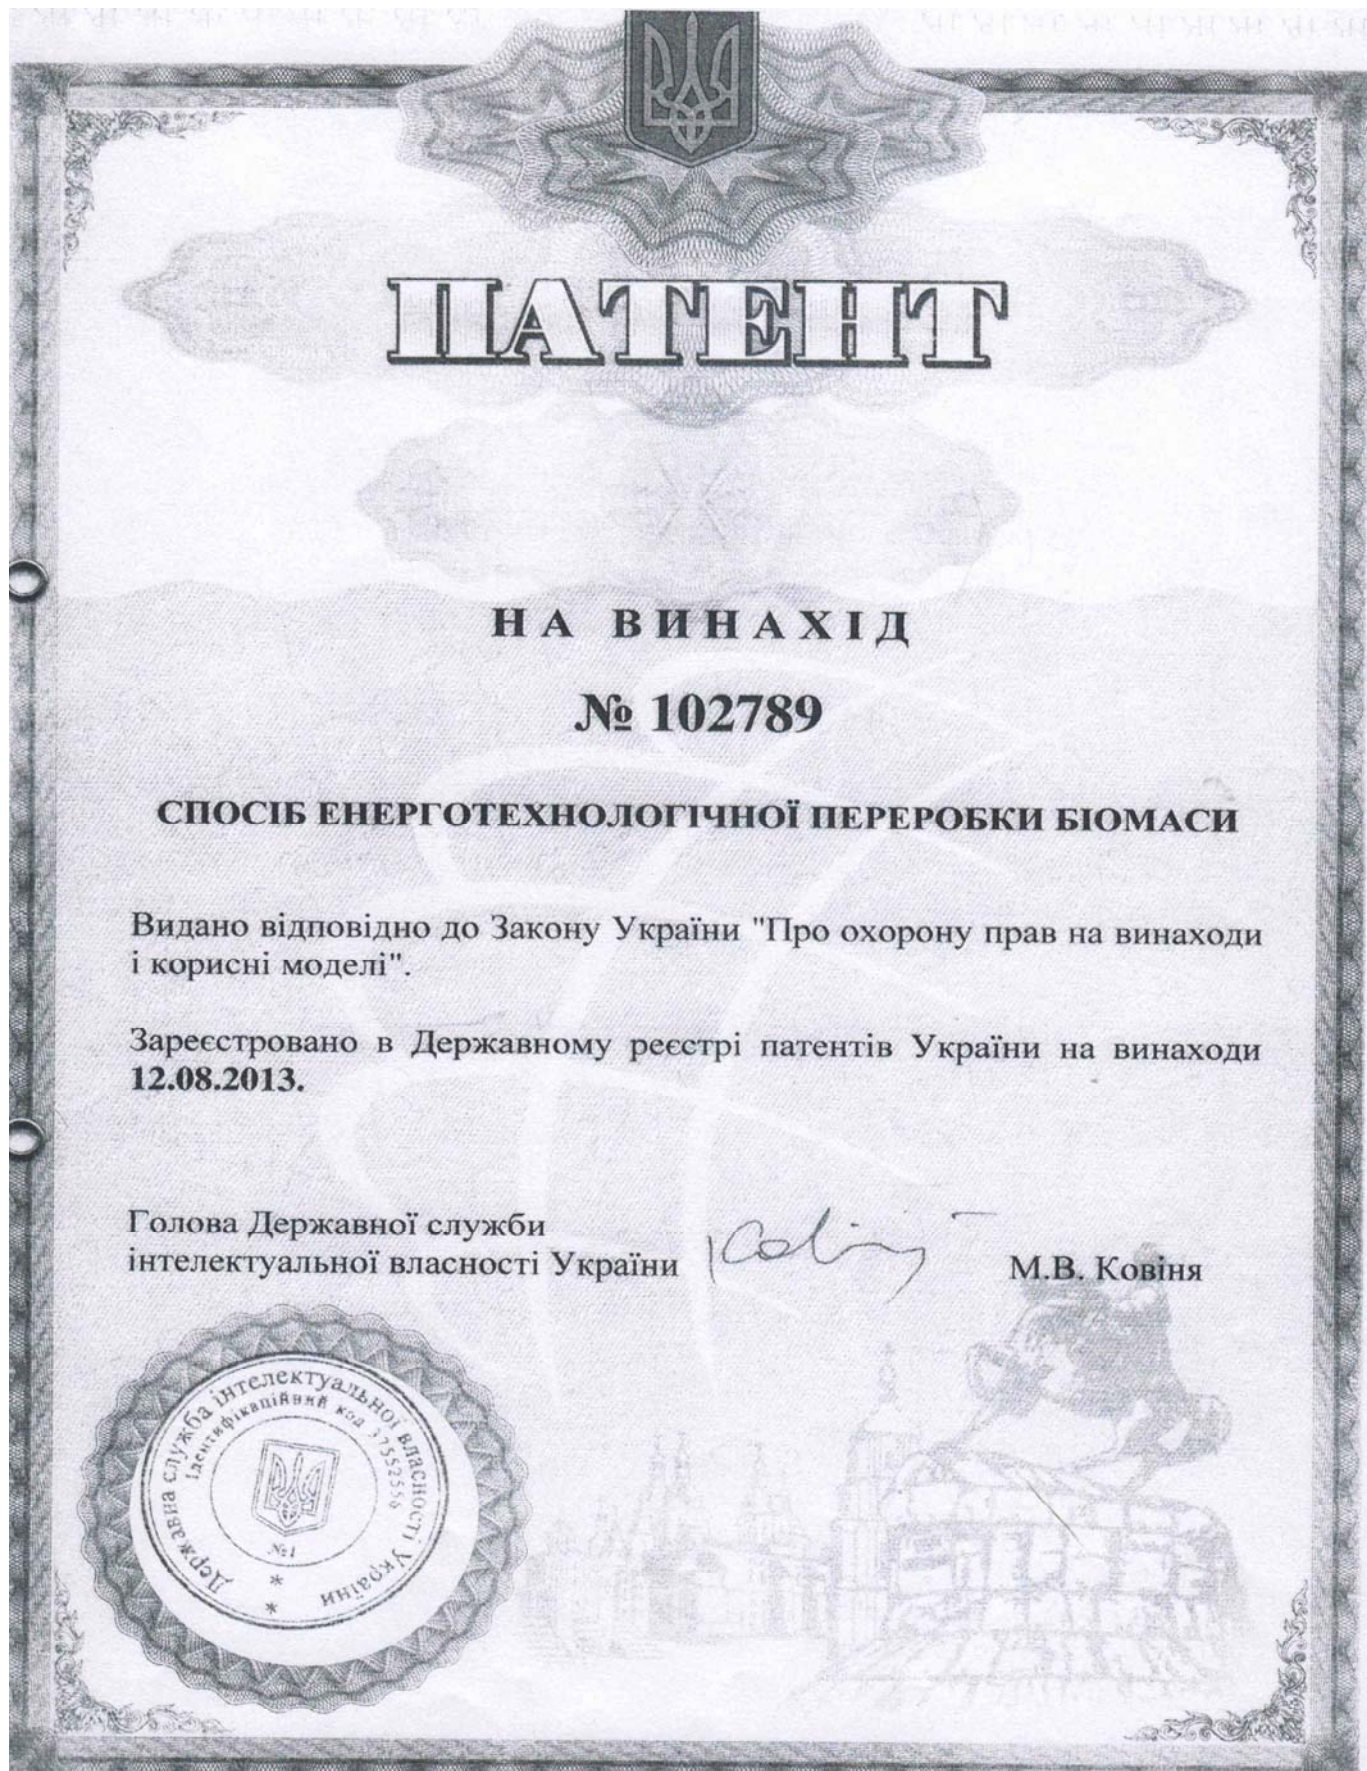 ПАТЕНТ
НА ВИНАХІД
№ 102789
СПОСІБ ЕНЕРГОТЕХНОЛОГІЧНОЇ ПЕРЕРОБКИ БІОМАСИ
Видано відповідно до Закону України "Про охорону прав на винаходи
і корисні моделі".
Зареєстровано в Державному реєстрі патентів України на винаходи
12.08.2013.
Голова Державної служби
інтелектуальної власності України
М.В. Ковіня
Державна служба інтелектуальної власності України
Ідентифікаційний код 37552556
№1